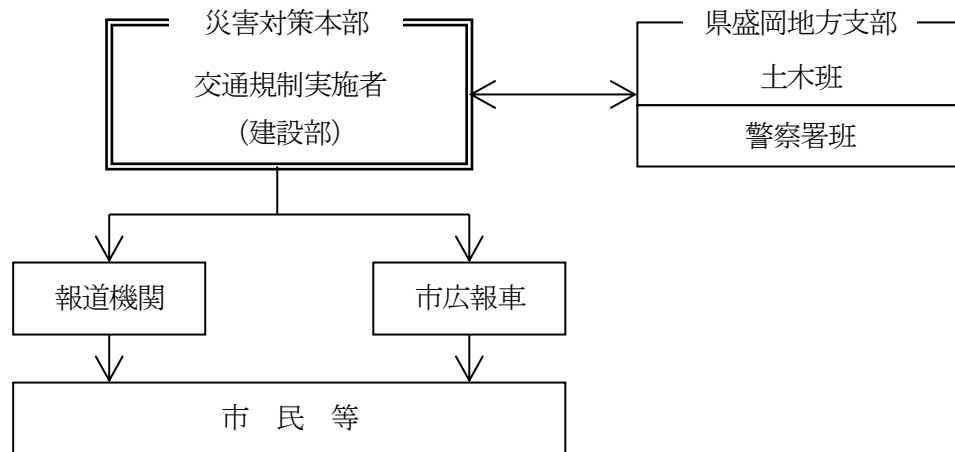 災害対策本部
交通規制実施者
(建設部)
県盛岡地方支部
土木班
警察署班
報道機関
市広報車
市　民　等